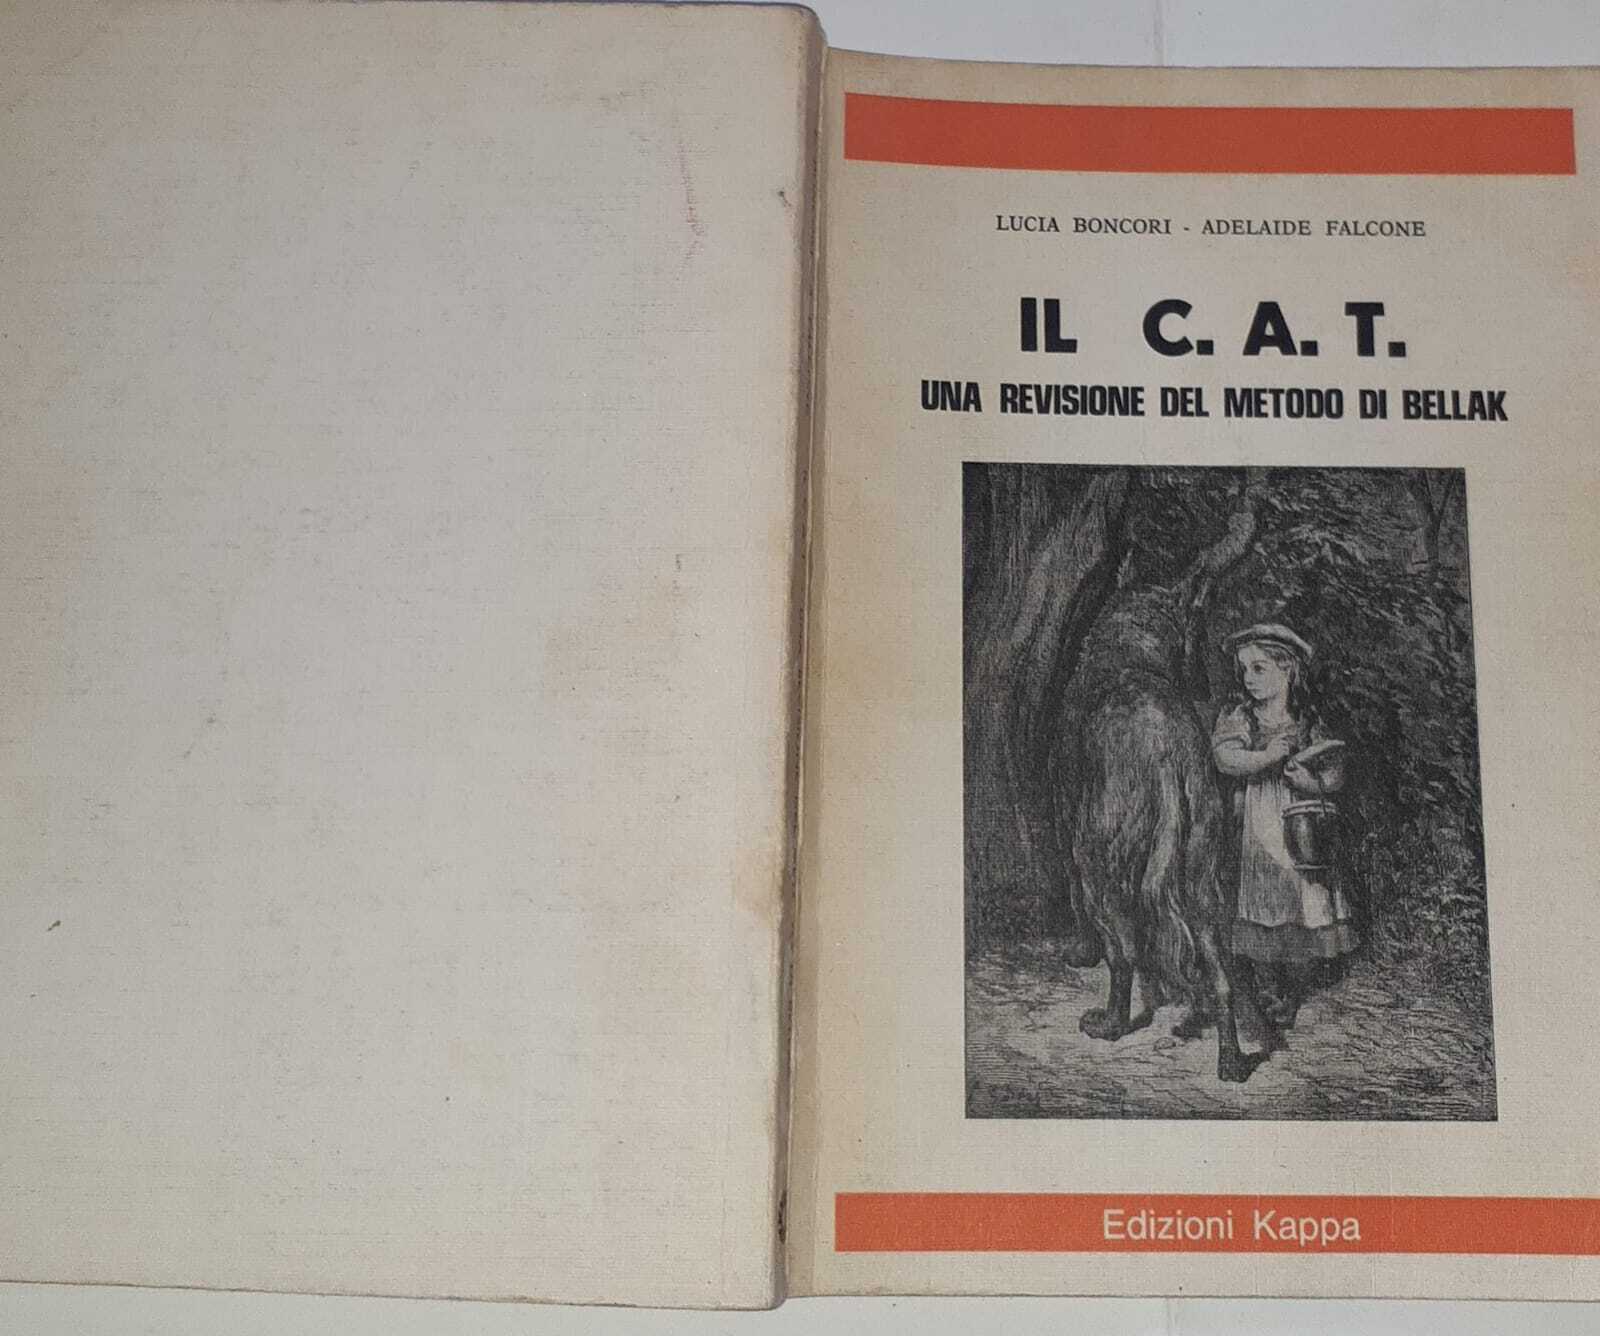 LUCIA BONCORI - ADELAIDE FALCONE
IL C. A. T.
UNA REVISIONE DEL METODO DI BELLAK
Edizioni Kappa